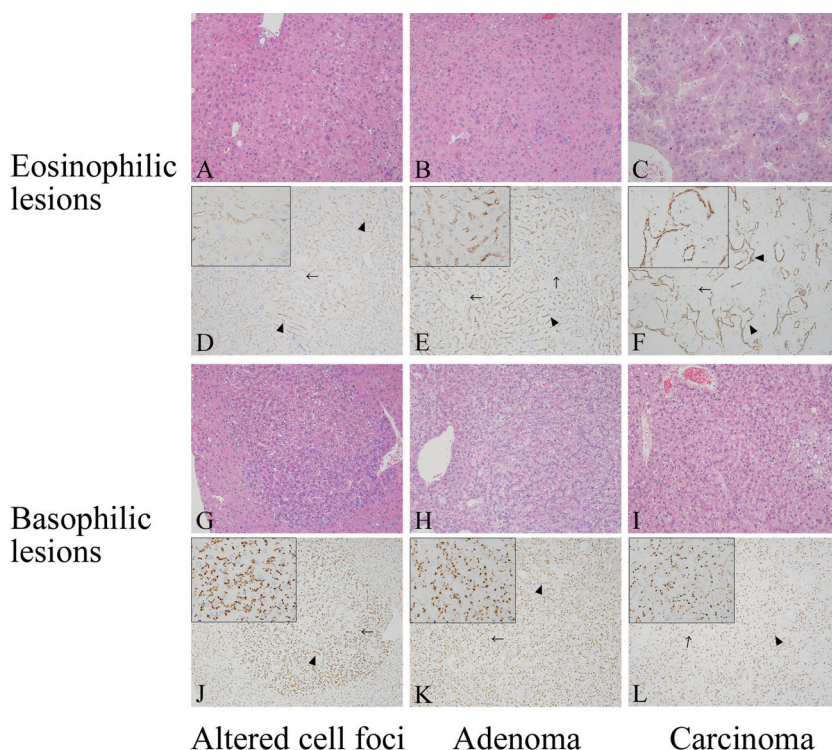 A
B
C
Eosinophilic
lesions
D
E
F
G
H
I
Basophilic
lesions
J
K
L
Altered cell foci
Adenoma
Carcinoma